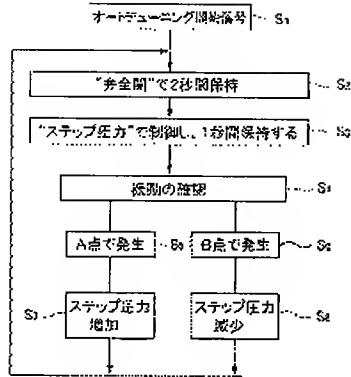 オートチューニング開始信号 S1
"弁全開"で2秒間保持 S2
"ステップ圧力"で制御し、1秒間保持する S3
振動の確認 S4
A点で発生 S5 B点で発生 S6
S7 ステップ圧力 ステップ圧力 S8
増加 減少